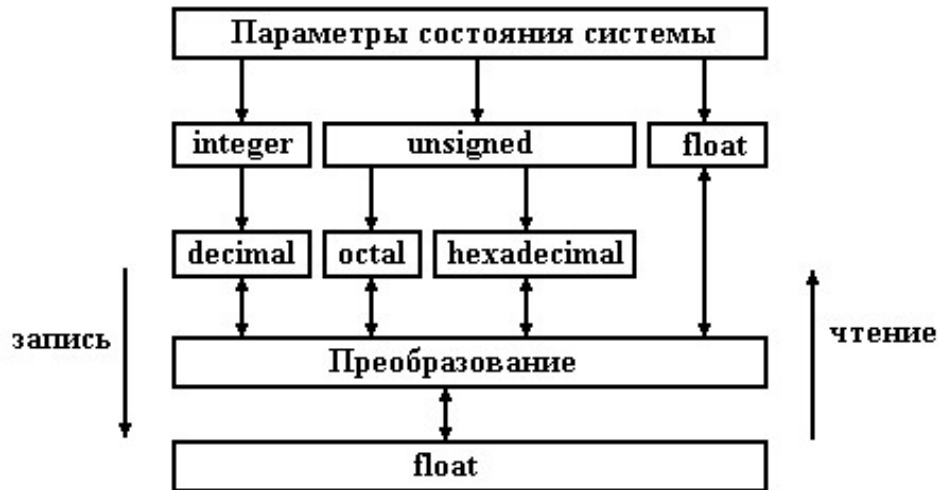 Параметры состояния системы
integer
unsigned
float
decimal
octal
hexadecimal
запись
чтение
Преобразование
float